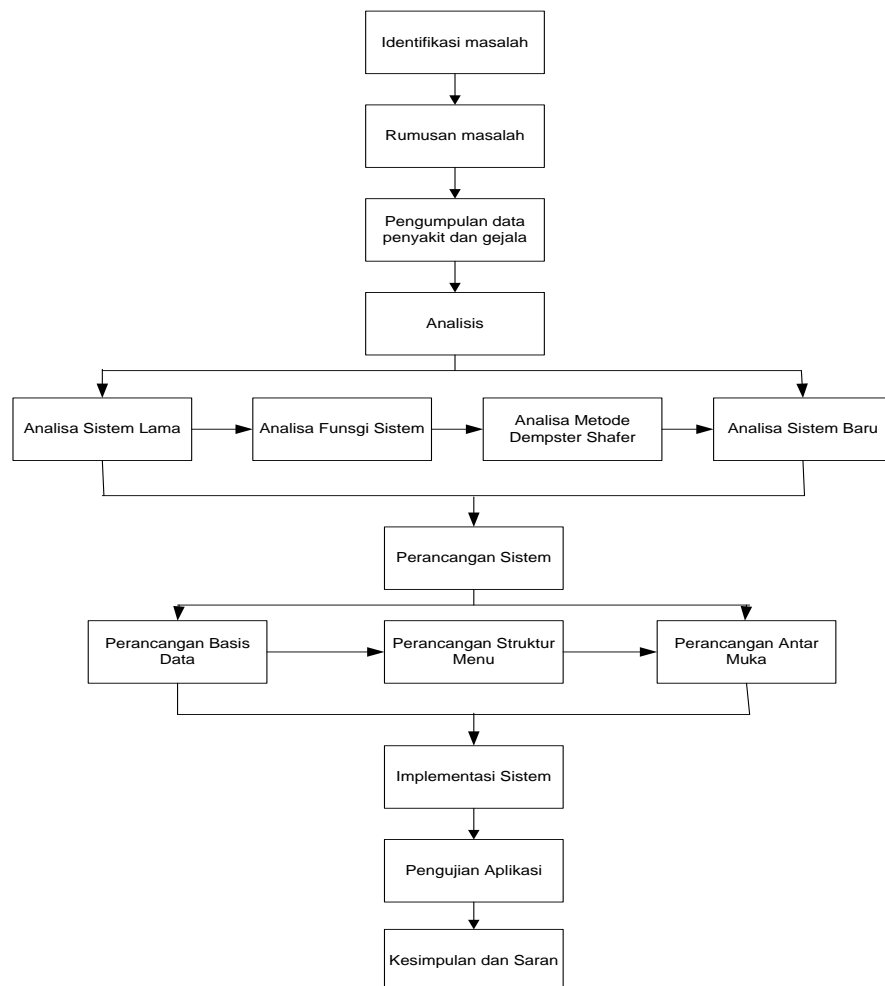 Identifikasi masalah
Rumusan masalah
Pengumpulan data
penyakit dan gejala
Analisis
Analisa Sistem Lama
Analisa Funsgi Sistem
Analisa Metode
Dempster Shafer
Analisa Sistem Baru
Perancangan Sistem
Perancangan Basis
Data
Perancangan Struktur
Menu
Perancangan Antar
Muka
Implementasi Sistem
Pengujian Aplikasi
Kesimpulan dan Saran